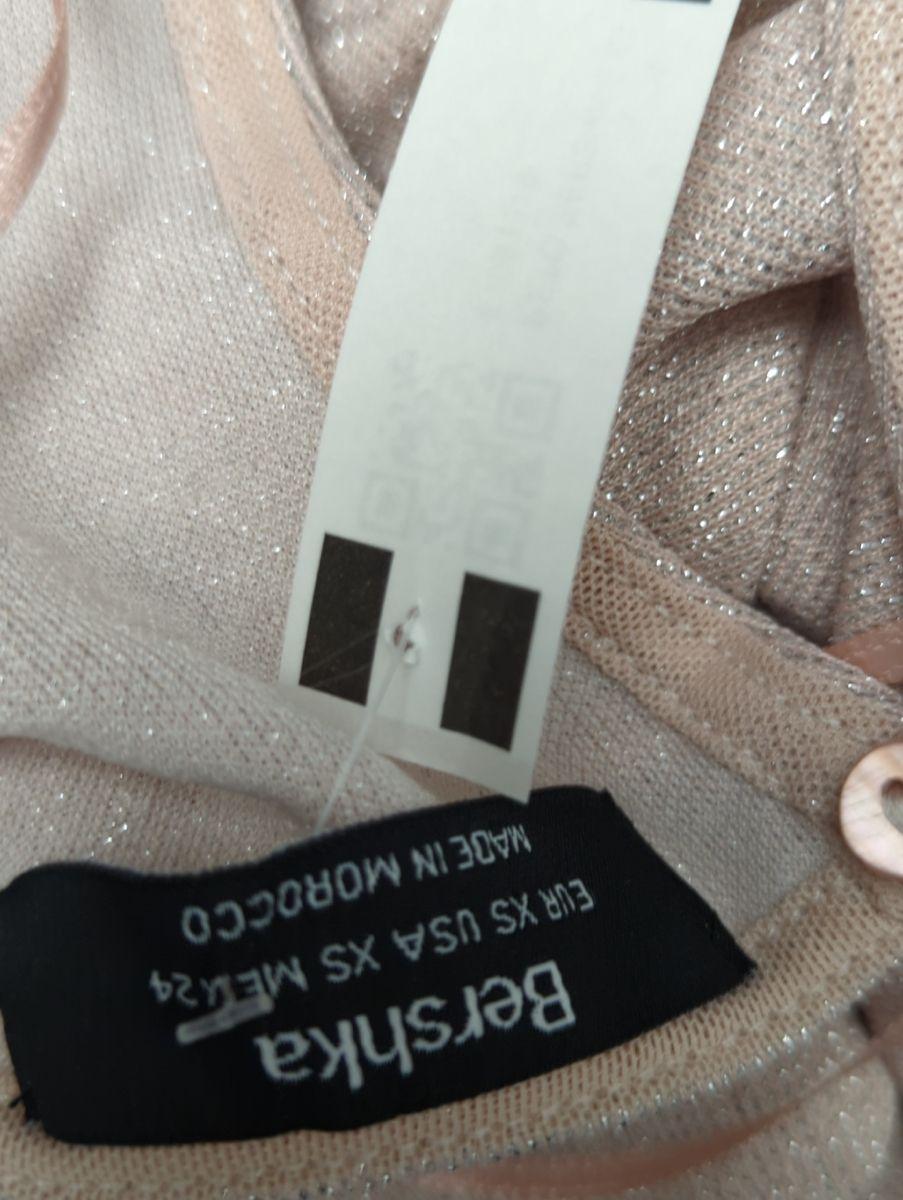 Bershka
EUR XS USA XS MEX 24
MADE IN MOROCCO